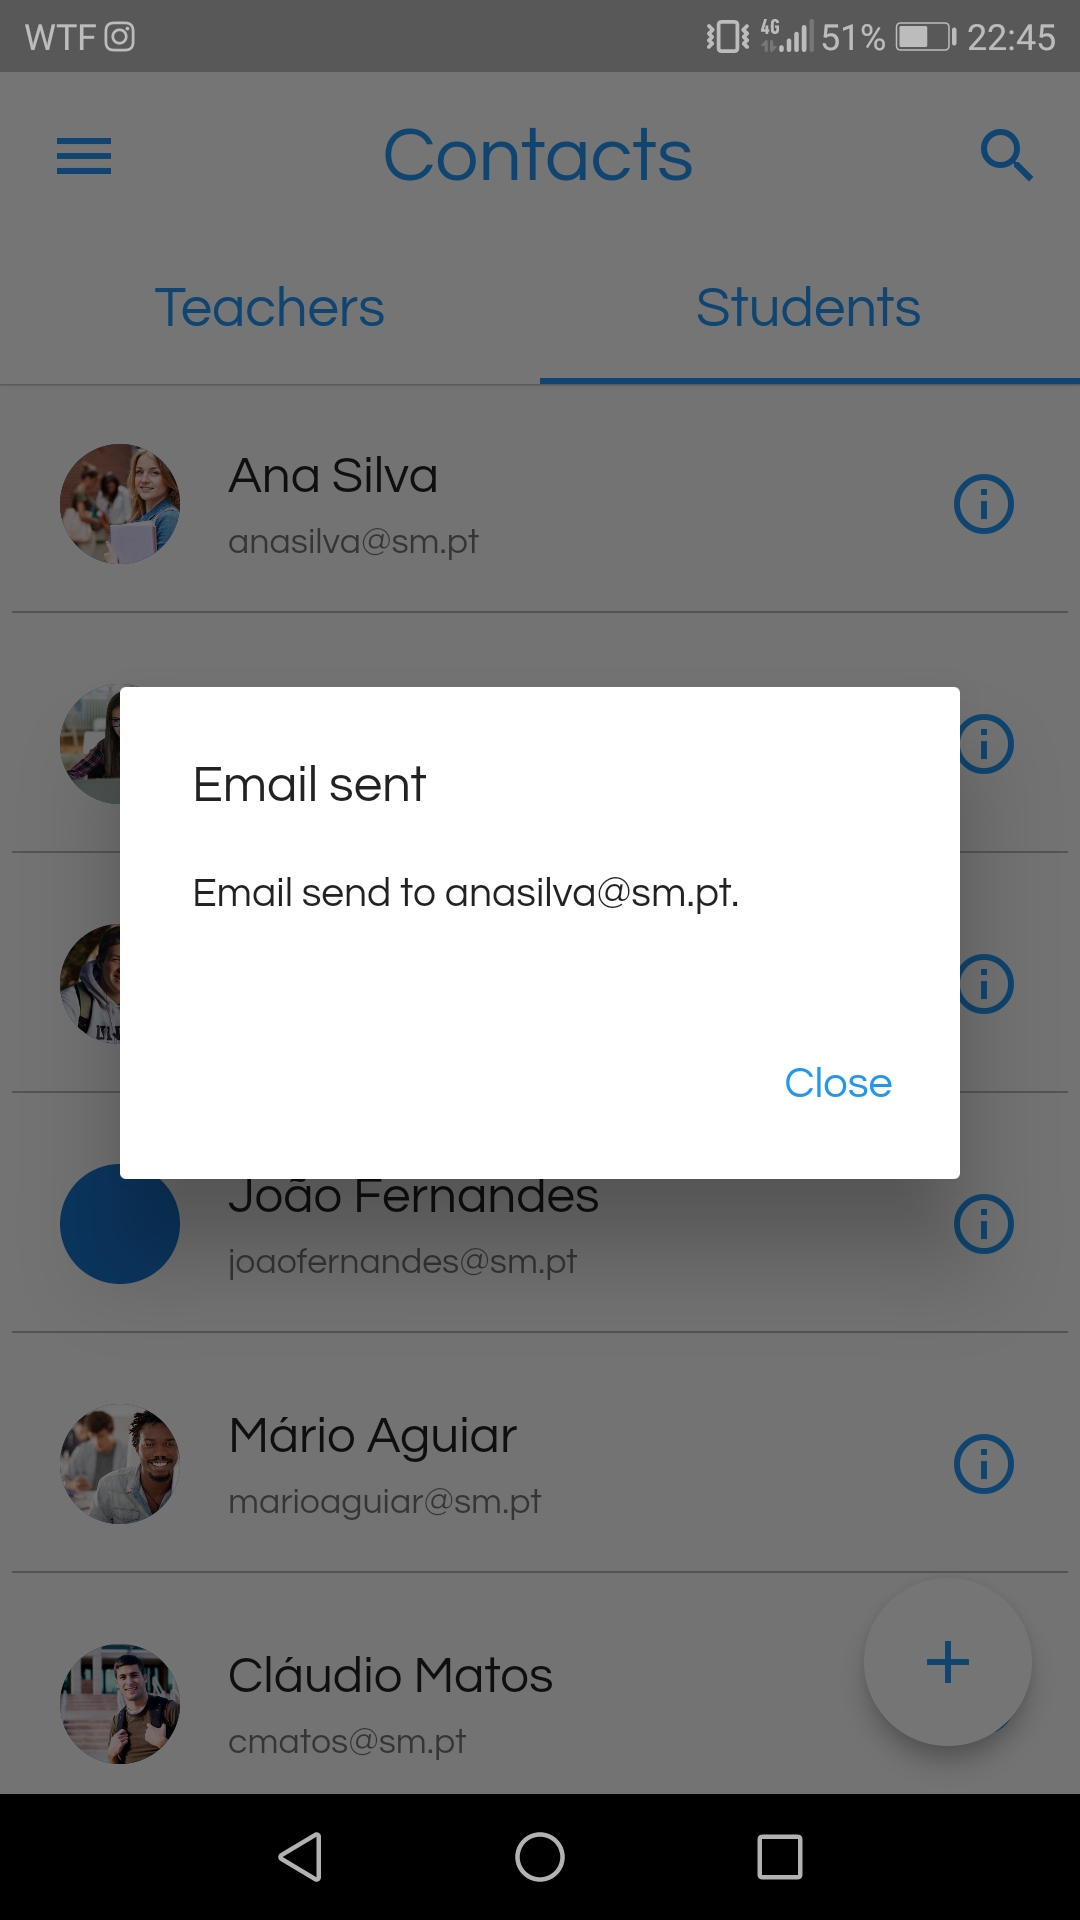 WTF 4G 51% 22:45
Contacts
Teachers Students
Ana Silva
anasilva@sm.pt
Email sent
Email send to anasilva@sm.pt.
Close
João Fernandes
joaofernandes@sm.pt
Mário Aguiar
marioaguiar@sm.pt
Cláudio Matos
cmatos@sm.pt